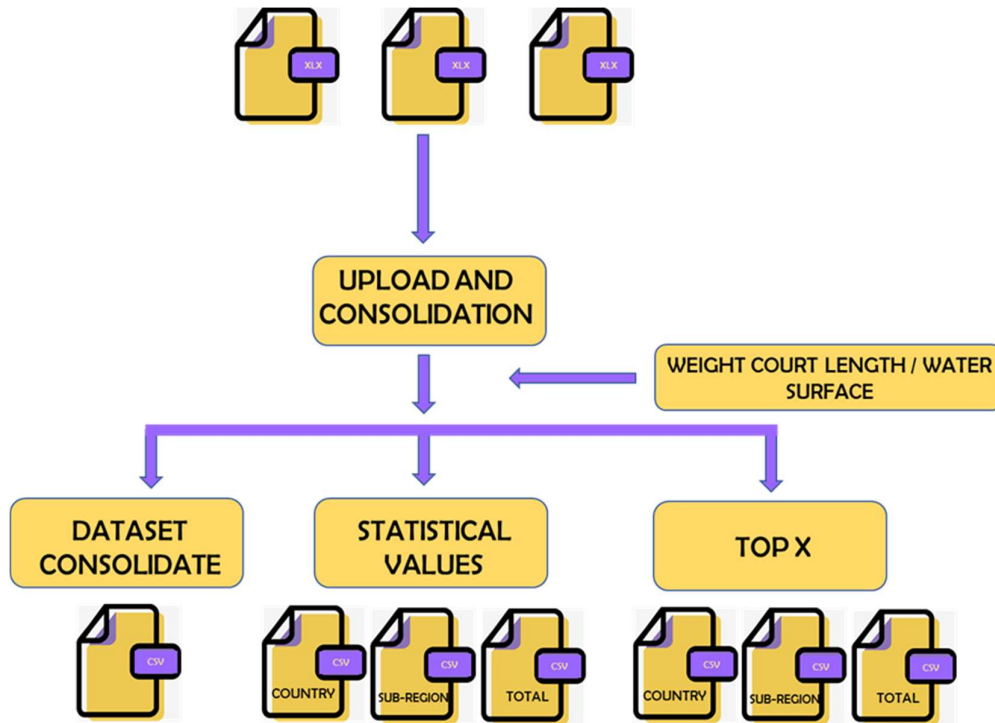 XLX
XLX
XLX
UPLOAD AND
CONSOLIDATION
WEIGHT COURT LENGTH / WATER
SURFACE
DATASET
CONSOLIDATE
STATISTICAL
VALUES
TOP X
CSV
CSV
COUNTRY
CSV
SUB-REGION
CSV
TOTAL
CSV
COUNTRY
CSV
SUB-REGION
CSV
TOTAL